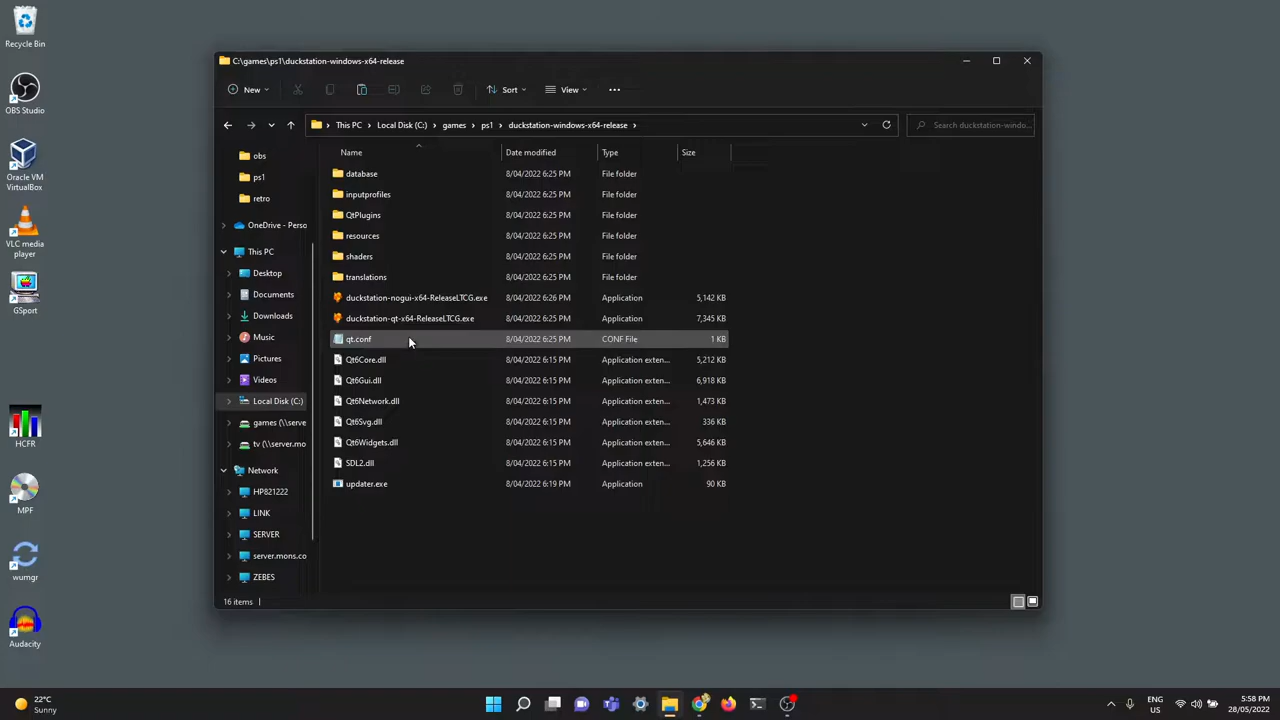 Recycle Bin
OBS Studio
Oracle VM
VirtualBox
VLC media
player
GSport
HCFR
MPF
wumgr
Audacity
C:\games\ps1\duckstation-windows-x64-release
New
Sort
View
This PC > Local Disk (C:) > games > ps1 > duckstation-windows-x64-release >
Search duckstation-windo...
obs
ps1
retro
OneDrive - Perso
This PC
Desktop
Documents
Downloads
Music
Pictures
Videos
Local Disk (C:)
games (\\serve
tv (\\server.mo
Network
HP821222
LINK
SERVER
server.mons.co
ZEBES
Name Date modified Type Size
database 8/04/2022 6:25 PM File folder
inputprofiles 8/04/2022 6:25 PM File folder
QtPlugins 8/04/2022 6:25 PM File folder
resources 8/04/2022 6:25 PM File folder
shaders 8/04/2022 6:25 PM File folder
translations 8/04/2022 6:25 PM File folder
duckstation-nogui-x64-ReleaseLTCG.exe 8/04/2022 6:26 PM Application 5,142 KB
duckstation-qt-x64-ReleaseLTCG.exe 8/04/2022 6:25 PM Application 7,345 KB
qt.conf 8/04/2022 6:25 PM CONF File 1 KB
Qt6Core.dll 8/04/2022 6:15 PM Application exten... 5,212 KB
Qt6Gui.dll 8/04/2022 6:15 PM Application exten... 6,918 KB
Qt6Network.dll 8/04/2022 6:15 PM Application exten... 1,473 KB
Qt6Svg.dll 8/04/2022 6:15 PM Application exten... 336 KB
Qt6Widgets.dll 8/04/2022 6:15 PM Application exten... 5,646 KB
SDL2.dll 8/04/2022 6:15 PM Application exten... 1,256 KB
updater.exe 8/04/2022 6:19 PM Application 90 KB
16 items
22°C
Sunny
ENG
US
5:58 PM
28/05/2022